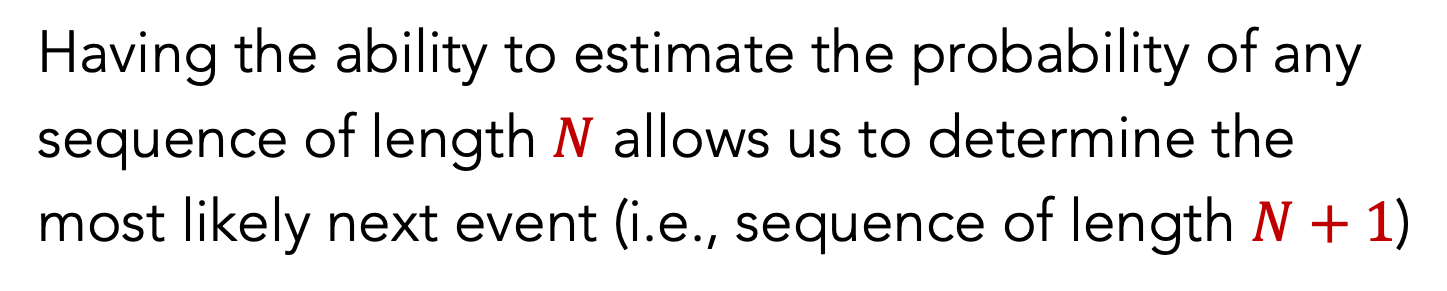 Having the ability to estimate the probability of any
sequence of length N allows us to determine the
most likely next event (i.e., sequence of length N + 1)